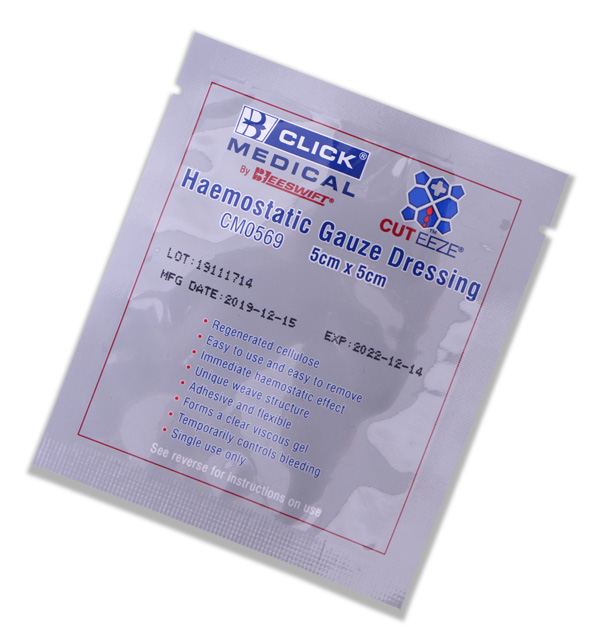 B CLICK®
MEDICAL
By BEESWIFT®
CUTEEZE®
Haemostatic Gauze Dressing
CM0569
5cm x 5cm
LOT:19111714
MFG DATE:2019-12-15
EXP:2022-12-14
• Regenerated cellulose
• Easy to use and easy to remove
• Immediate haemostatic effect
• Unique weave structure
• Adhesive and flexible
• Forms a clear viscous gel
• Temporarily controls bleeding
• Single use only
See reverse for instructions on use